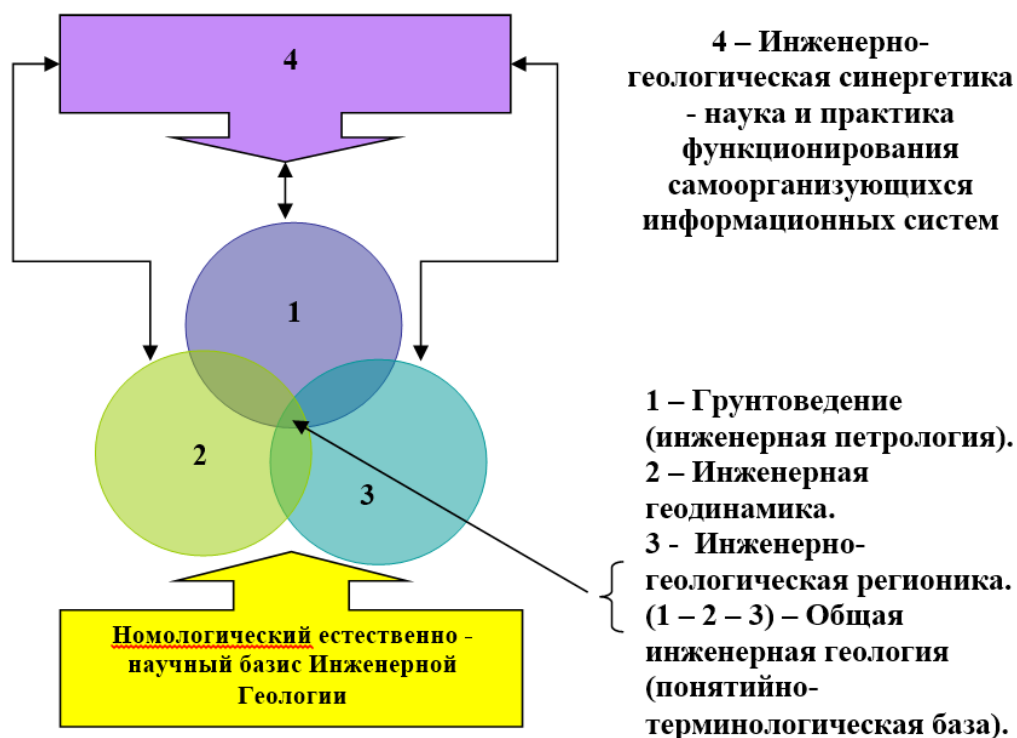 4
4 – Инженерно-
геологическая синергетика
- наука и практика
функционирования
самоорганизующихся
информационных систем
1
2
3
1 – Грунтоведение
(инженерная петрология).
2 – Инженерная
геодинамика.
3 - Инженерно-
геологическая регионика.
(1 – 2 – 3) – Общая
инженерная геология
(понятийно-
терминологическая база).
Номологический естественно -
научный базис Инженерной
Геологии